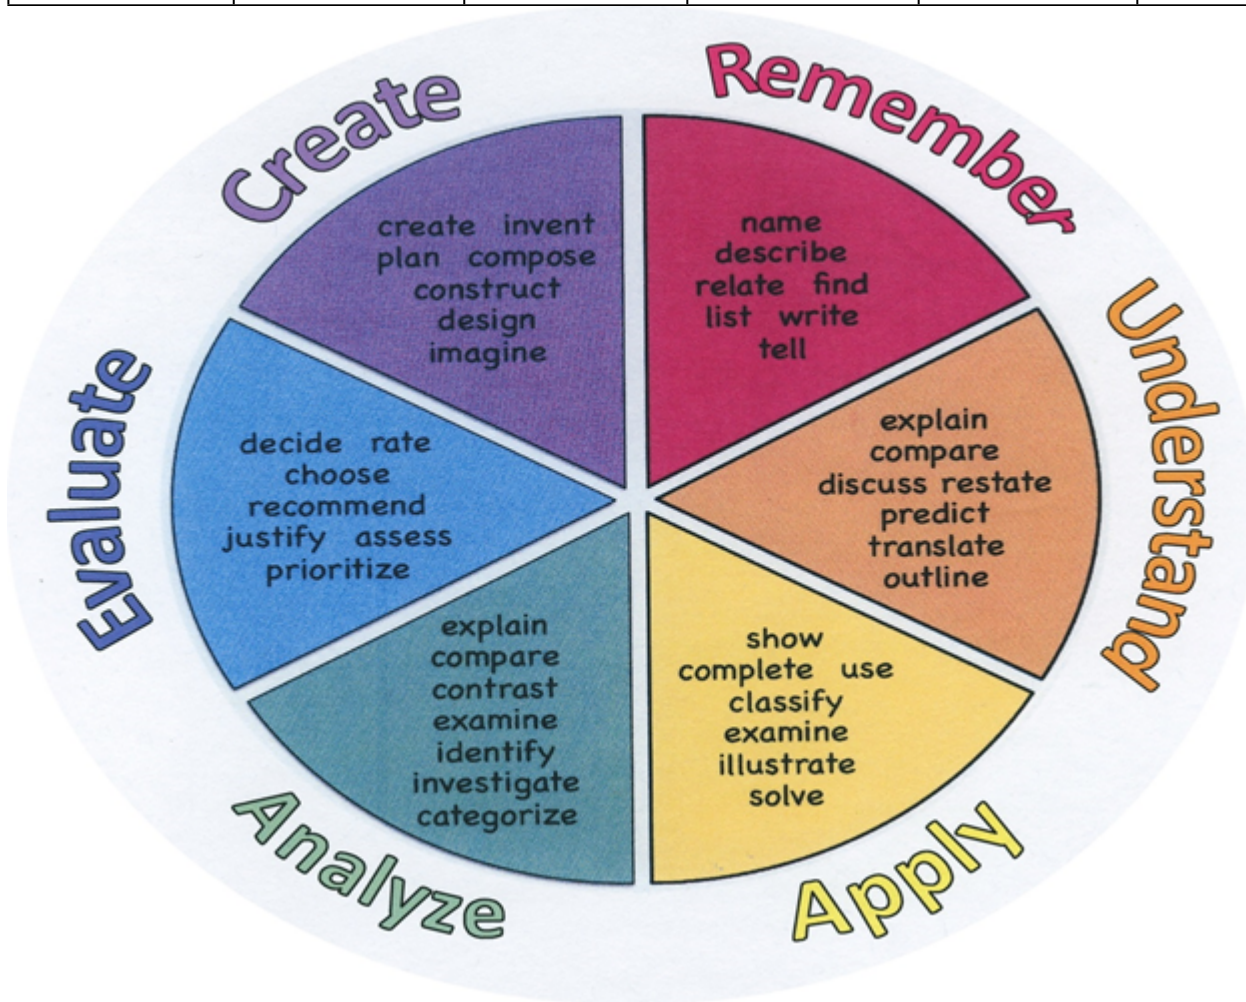 Remember
name
describe
relate find
list write
tell
Understand
explain
compare
discuss restate
predict
translate
outline
Apply
show
complete use
classify
examine
illustrate
solve
Analyze
explain
compare
contrast
examine
identify
investigate
categorize
Evaluate
decide rate
choose
recommend
justify assess
prioritize
Create
create invent
plan compose
construct
design
imagine